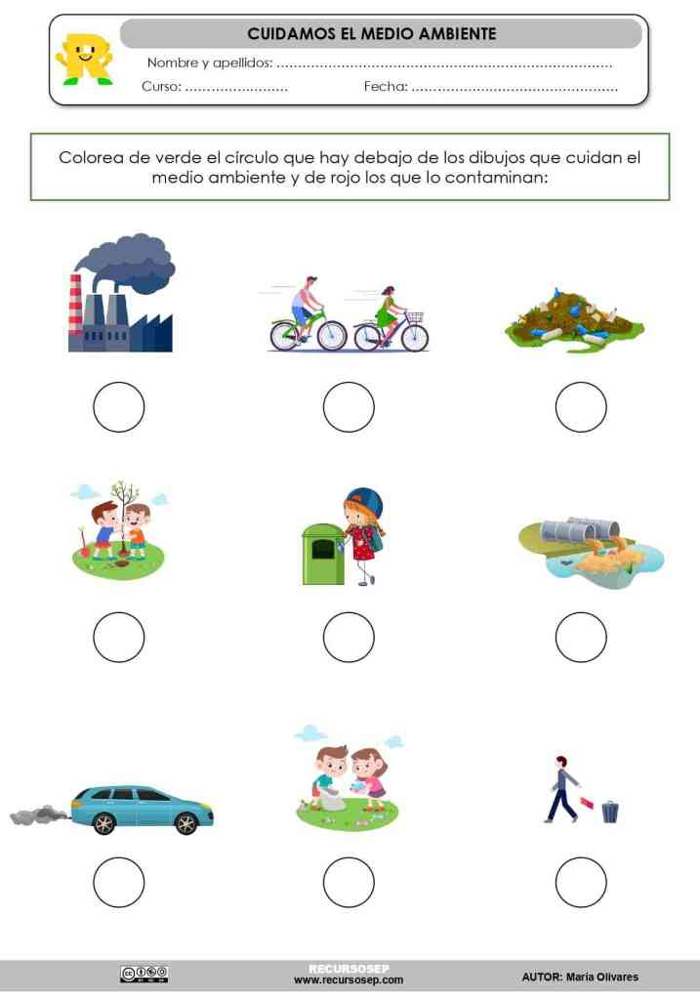 CUIDAMOS EL MEDIO AMBIENTE
Nombre y apellidos: ..............................................................................
Curso: ........................ Fecha: ................................................
Colorea de verde el círculo que hay debajo de los dibujos que cuidan el
medio ambiente y de rojo los que lo contaminan:
RECURSOSEP
www.recursosep.com
AUTOR: María Olivares